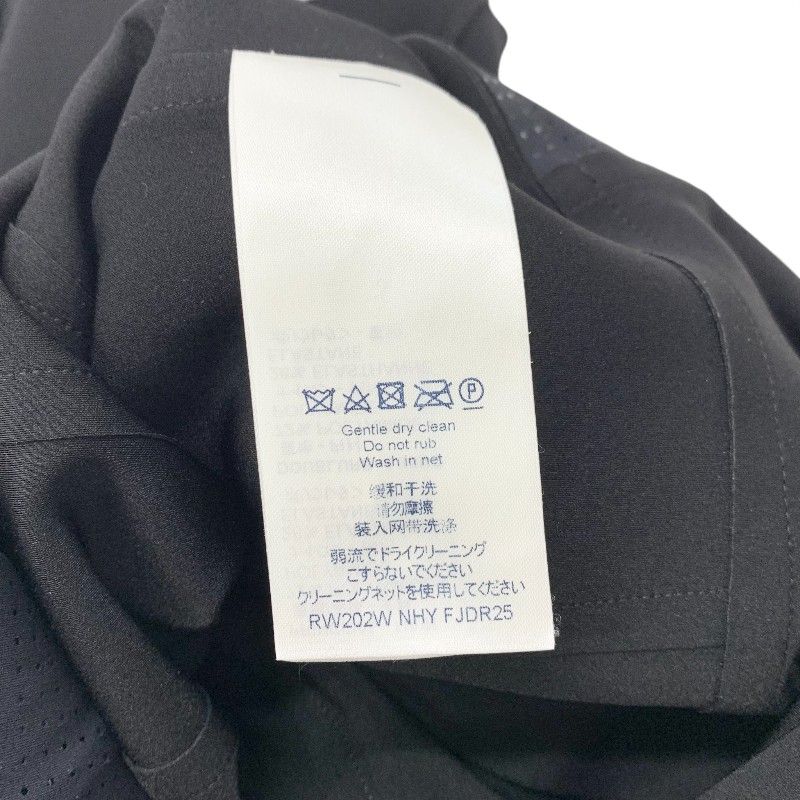 P
Gentle dry clean
Do not rub
Wash in net
缓和干洗
请勿摩擦
装入网带洗涤
弱流でドライクリーニング
こすらないでください
クリーニングネットを使用してください
RW202W NHY FJDR25